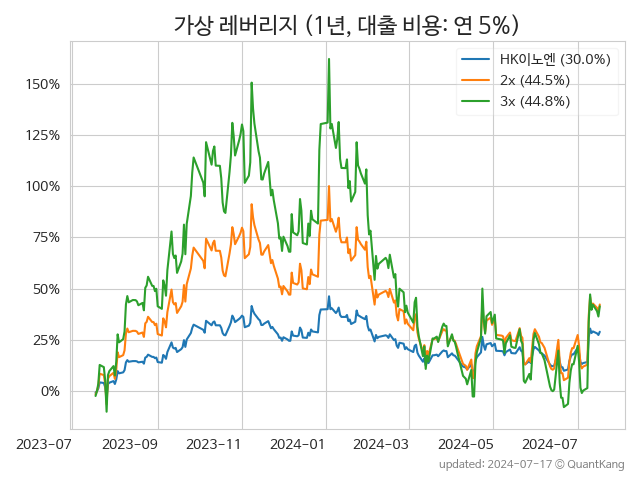 가상 레버리지 (1년, 대출 비용: 연 5%)
HK이노엔 (30.0%)
2x (44.5%)
3x (44.8%)
150%
125%
100%
75%
50%
25%
0%
2023-07 2023-09 2023-11 2024-01 2024-03 2024-05 2024-07
updated: 2024-07-17 © QuantKang